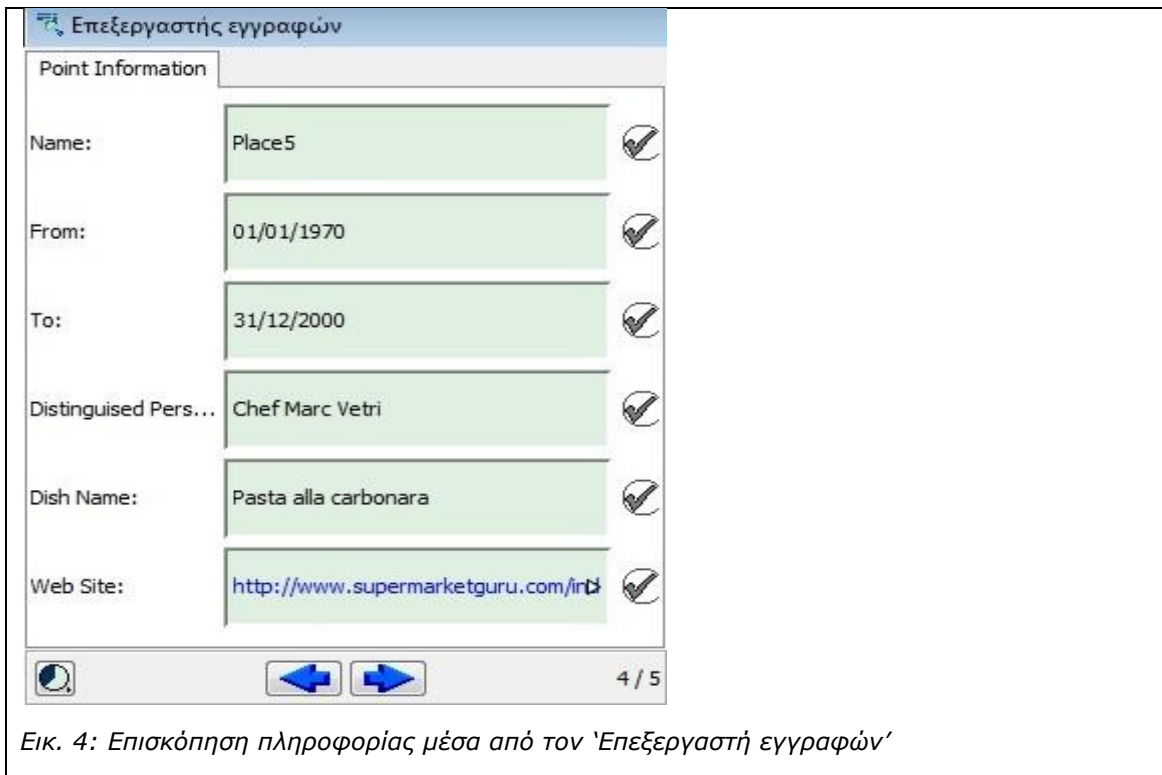 Επεξεργαστής εγγραφών
Point Information
Name: Place5
From: 01/01/1970
To: 31/12/2000
Distinguised Pers... Chef Marc Vetri
Dish Name: Pasta alla carbonara
Web Site: http://www.supermarketguru.com/ind
4 / 5
Εικ. 4: Επισκόπηση πληροφορίας μέσα από τον ‘Επεξεργαστή εγγραφών’